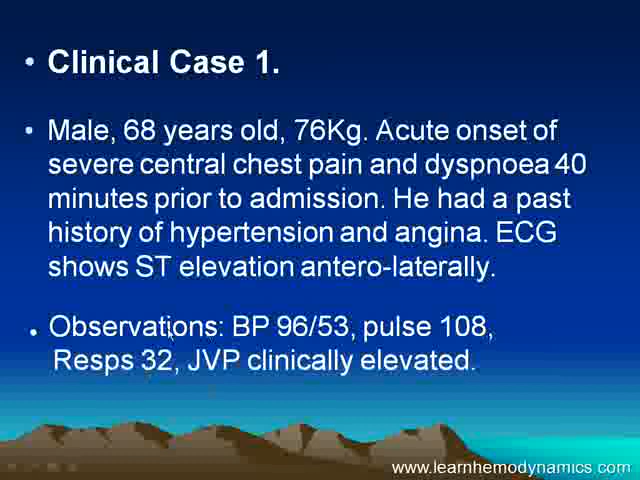 • Clinical Case 1.
• Male, 68 years old, 76Kg. Acute onset of
severe central chest pain and dyspnoea 40
minutes prior to admission. He had a past
history of hypertension and angina. ECG
shows ST elevation antero-laterally.
• Observations: BP 96/53, pulse 108,
Resps 32, JVP clinically elevated.
www.learnhemodynamics.com